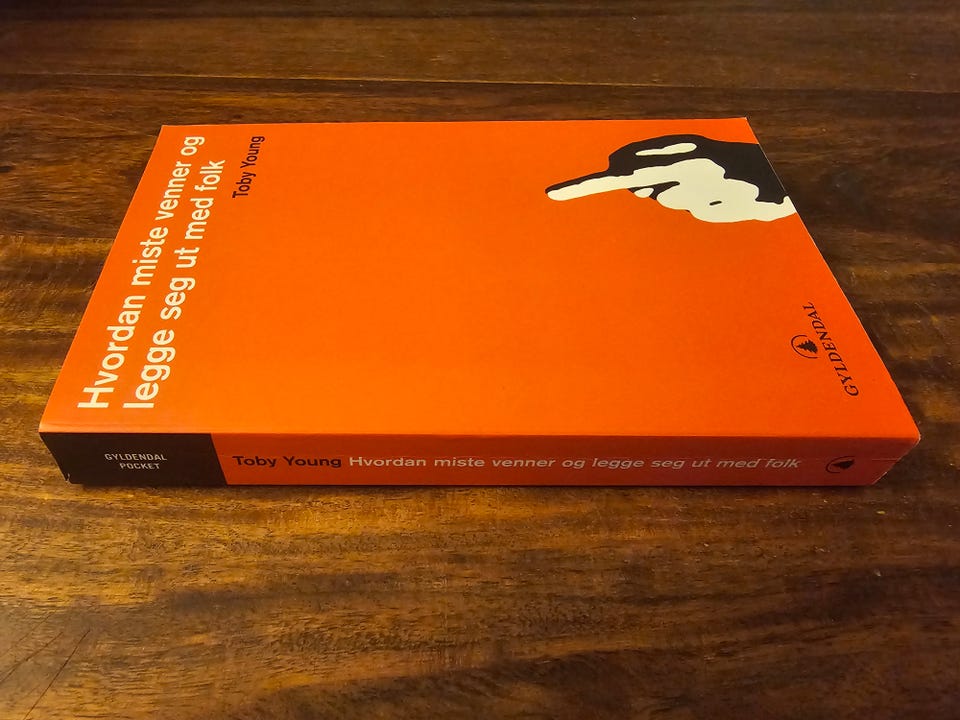 Hvordan miste venner og
legge seg ut med folk
Toby Young
GYLDENDAL
GYLDENDAL
POCKET
Toby Young Hvordan miste venner og legge seg ut med folk